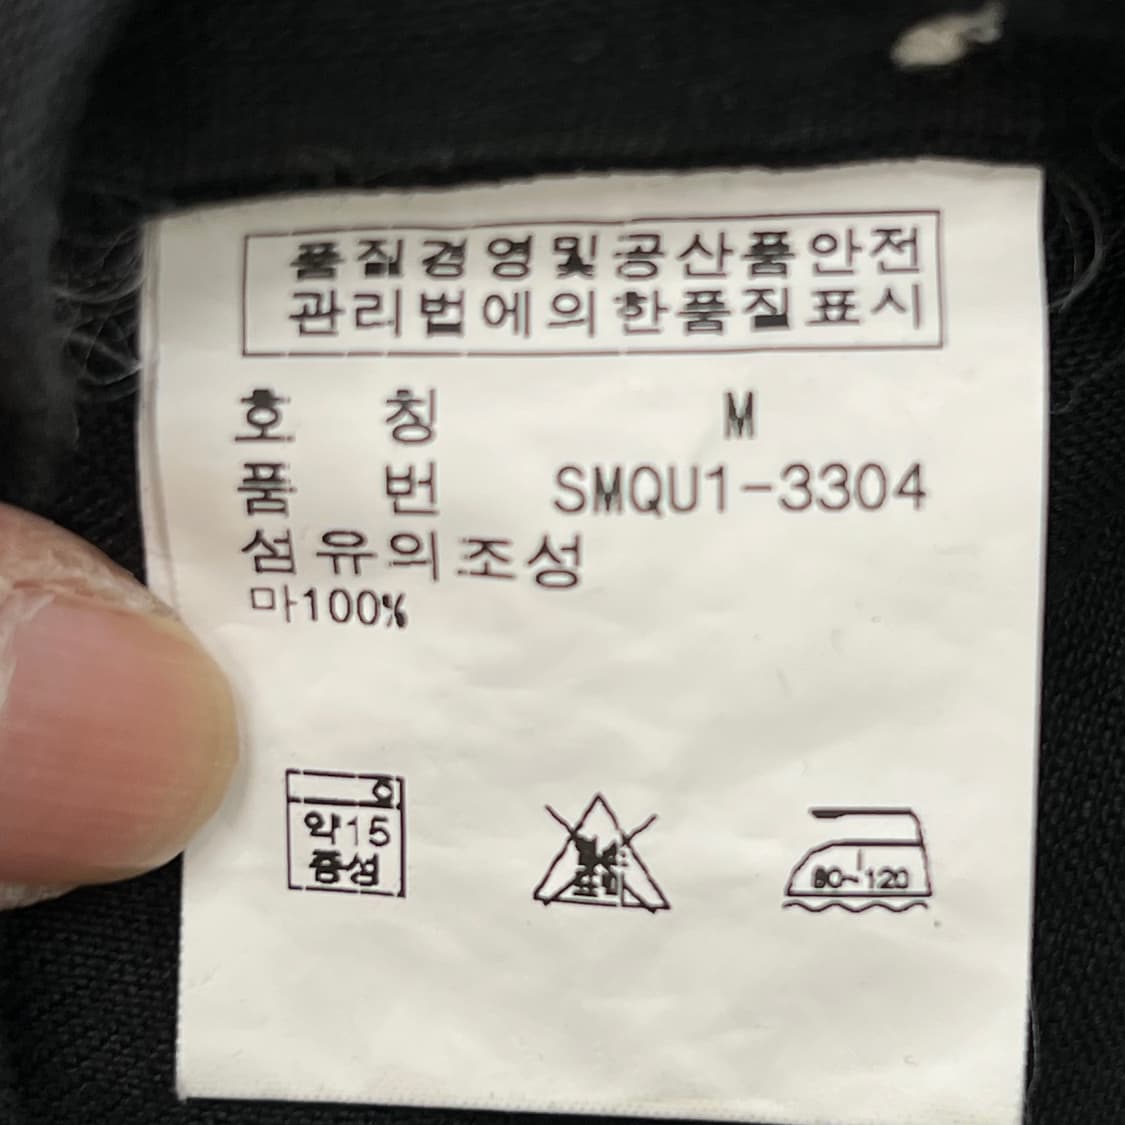 품질경영및공산품안전
관리법에의한품질표시
호 칭 M
품 번 SMQU1-3304
섬유의조성
마100%
약15
중성
80~120